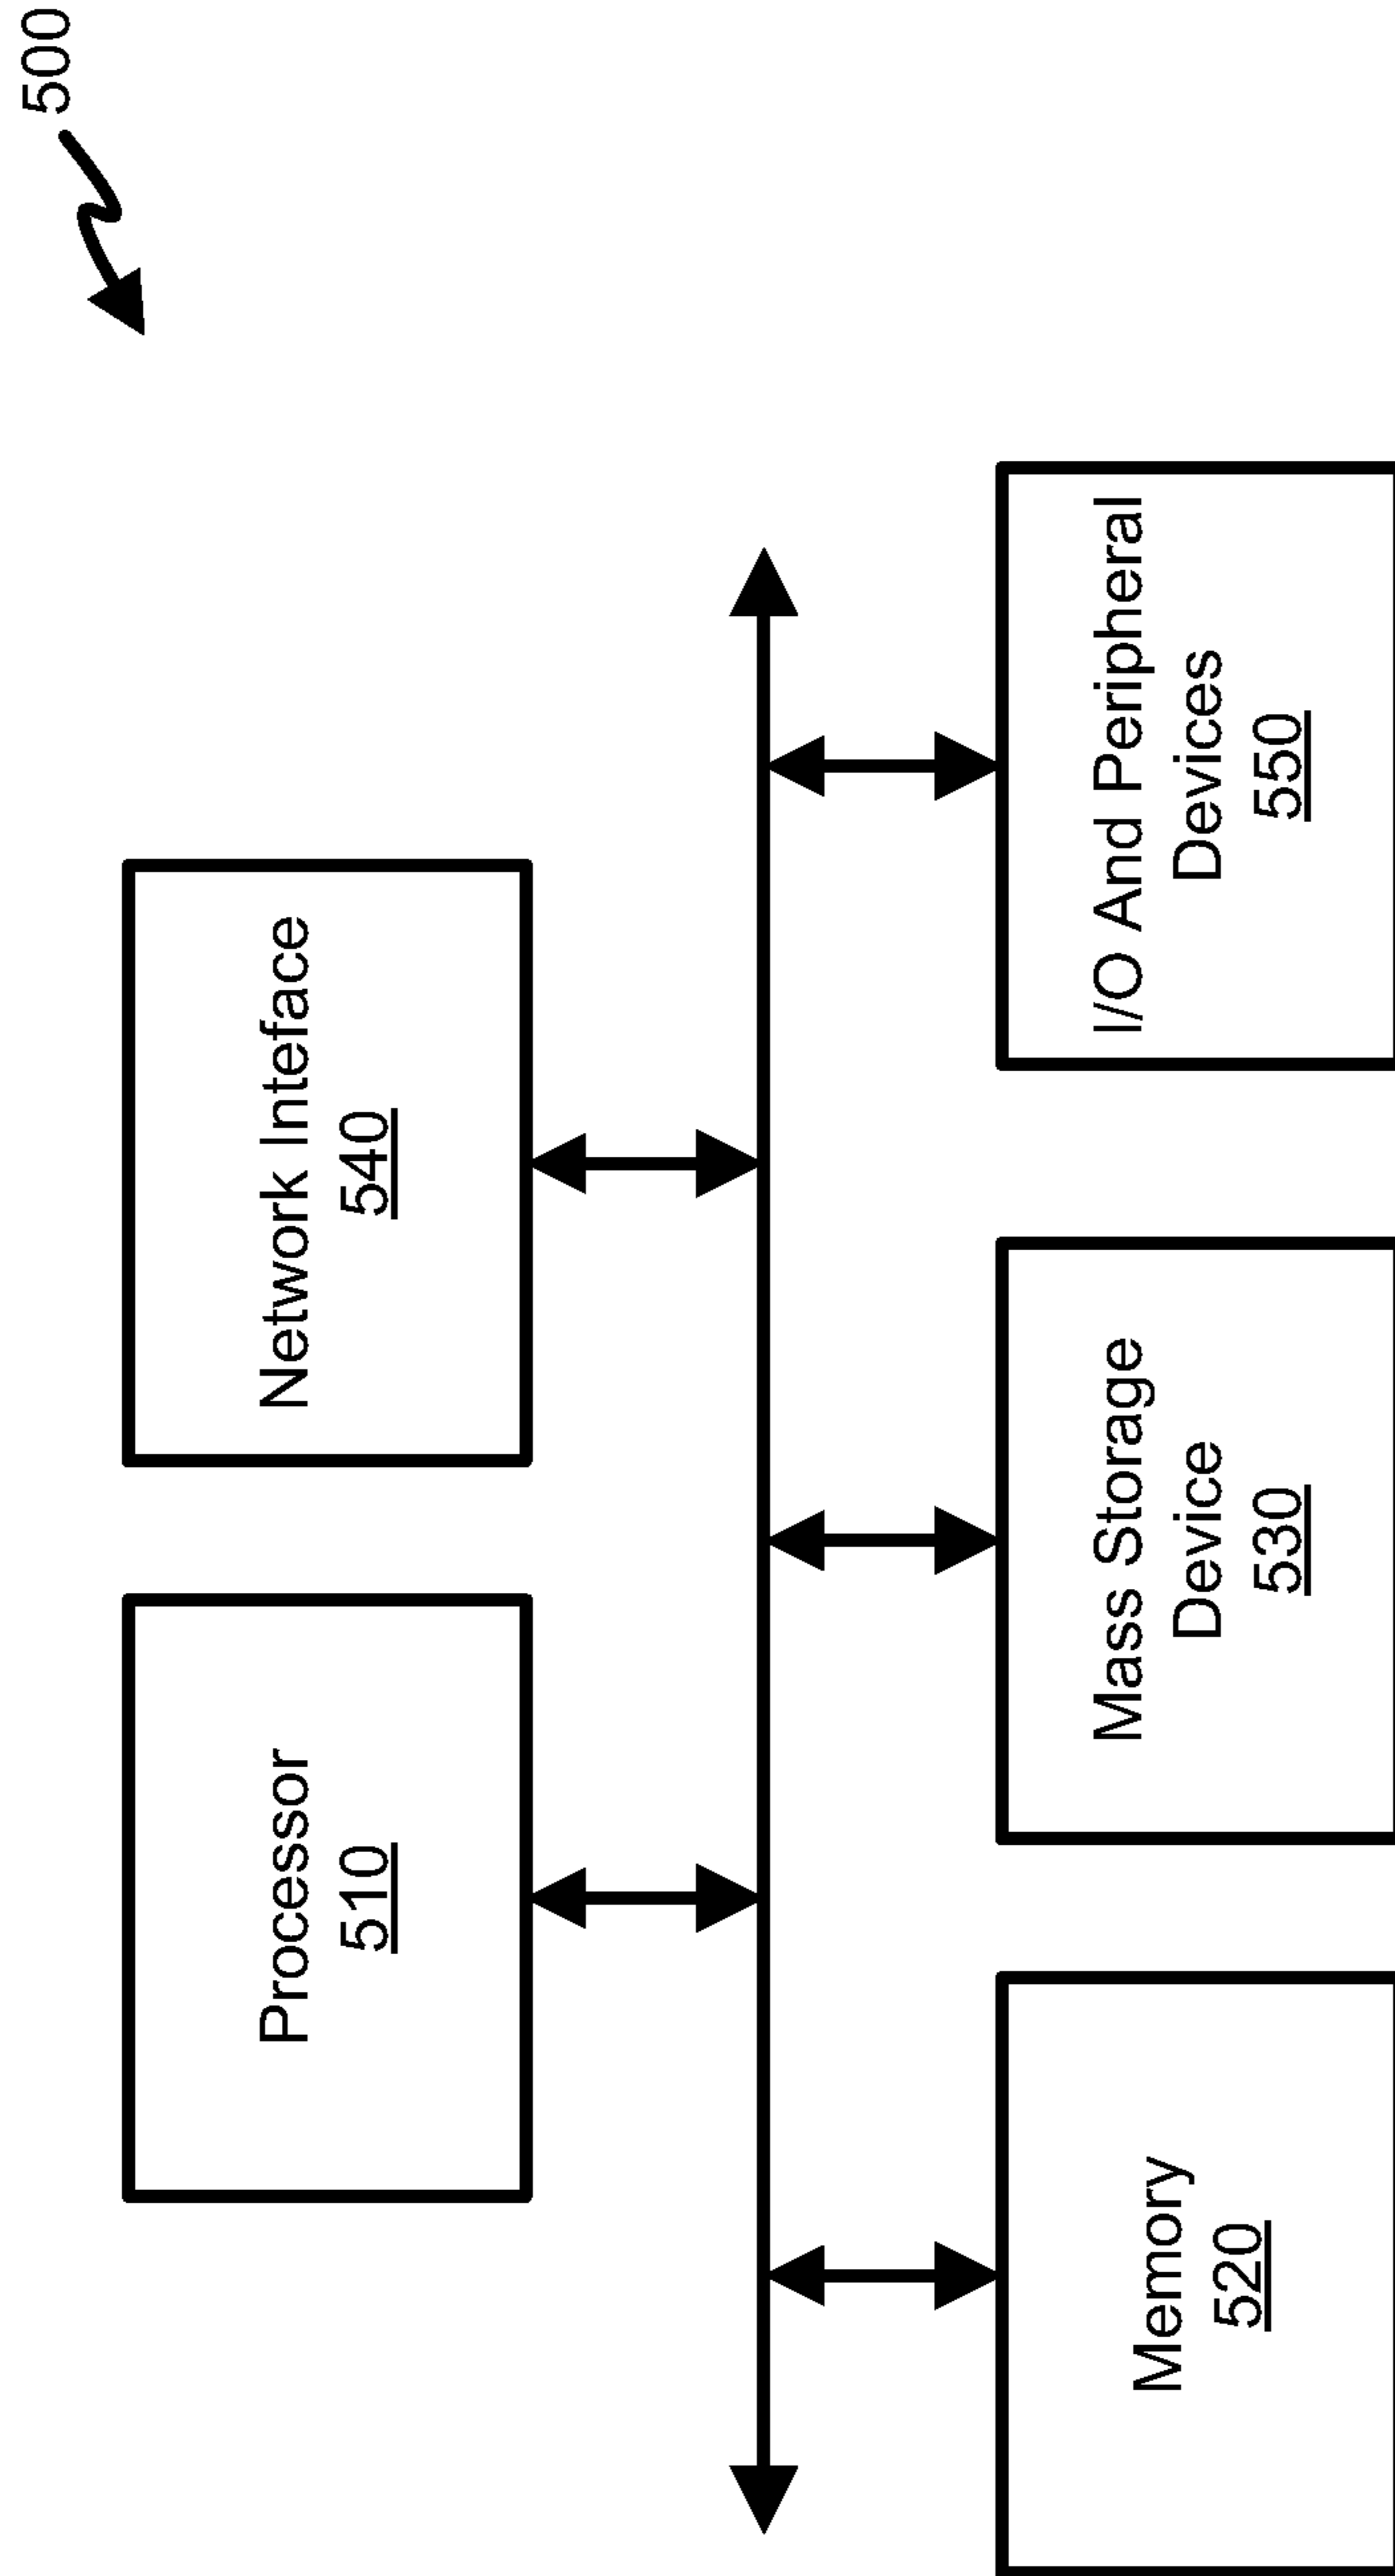 500
Processor
510
Network Inteface
540
Memory
520
Mass Storage
Device
530
I/O And Peripheral
Devices
550